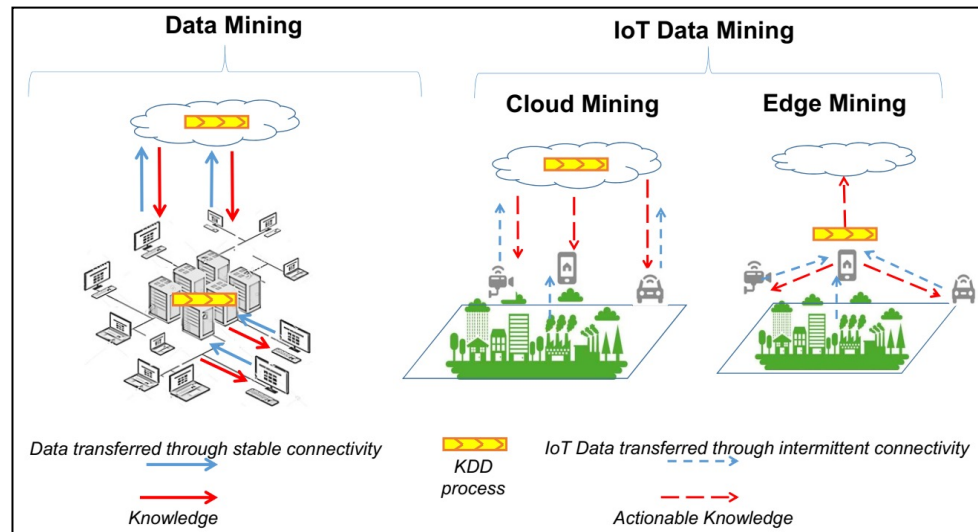 Data Mining
IoT Data Mining
Cloud Mining
Edge Mining
Data transferred through stable connectivity
Knowledge
KDD
process
IoT Data transferred through intermittent connectivity
Actionable Knowledge